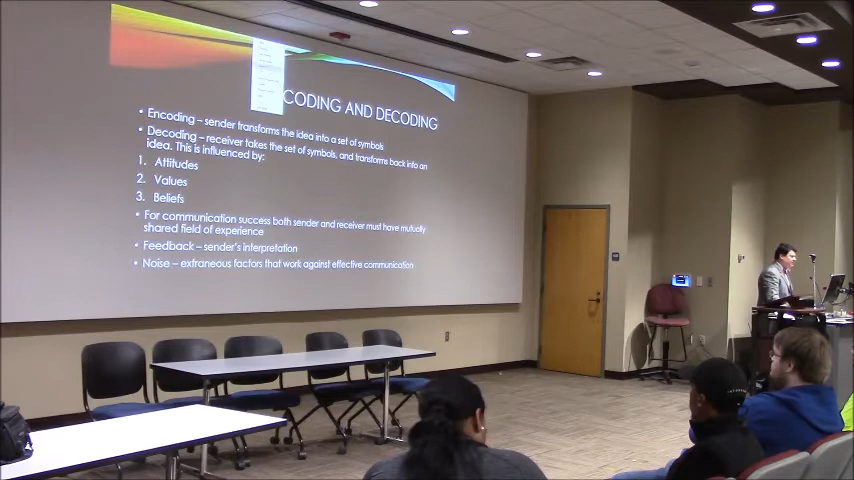 CODING AND DECODING
• Encoding – sender transforms the idea into a set of symbols
• Decoding – receiver takes the set of symbols, and transforms back into an
idea. This is influenced by:
1. Attitudes
2. Values
3. Beliefs
• For communication success both sender and receiver must have mutually
shared field of experience
• Feedback – sender's interpretation
• Noise – extraneous factors that work against effective communication